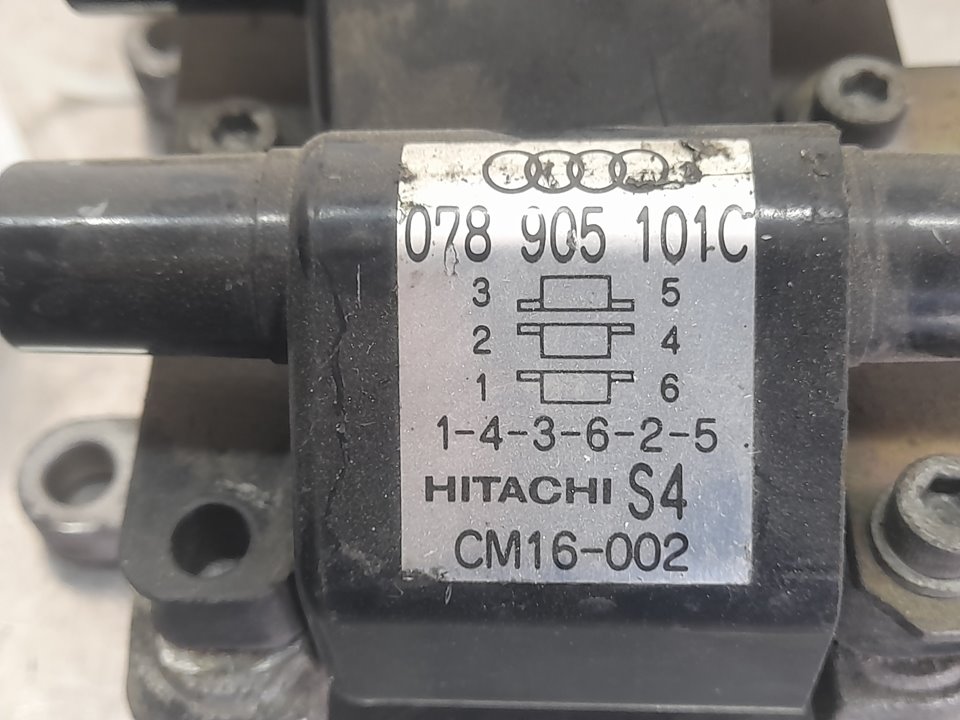 078 905 101C
3 5
2 4
1 6
1-4-3-6-2-5
HITACHI S4
CM16-002